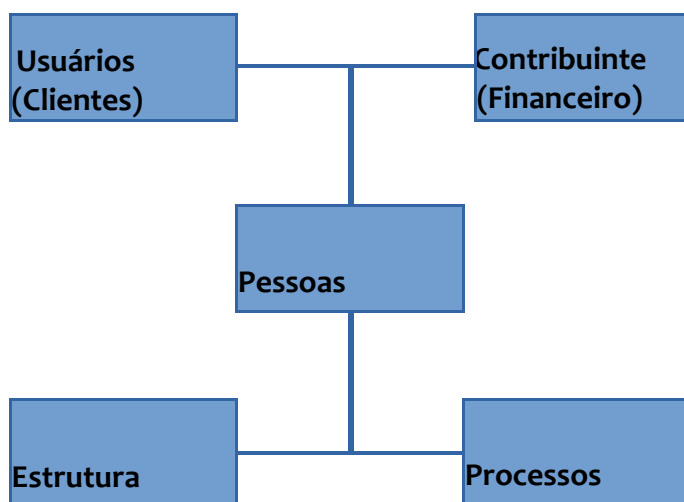 Usuários
(Clientes)
Contribuinte
(Financeiro)
Pessoas
Estrutura
Processos